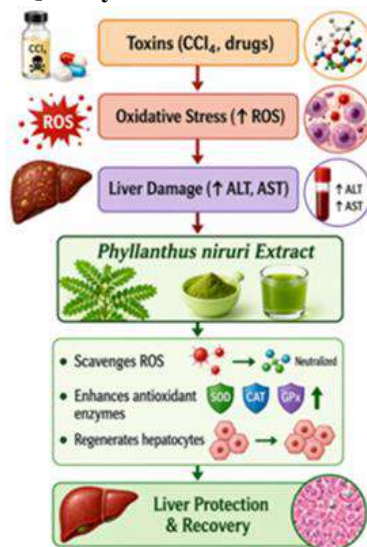 CCl₄
Toxins (CCl₄, drugs)
ROS
Oxidative Stress (↑ ROS)
Liver Damage (↑ ALT, AST)
↑ ALT
↑ AST
Phyllanthus niruri Extract
• Scavenges ROS
Neutralized
• Enhances antioxidant
enzymes
SOD
CAT
GPx
• Regenerates hepatocytes
Liver Protection
& Recovery